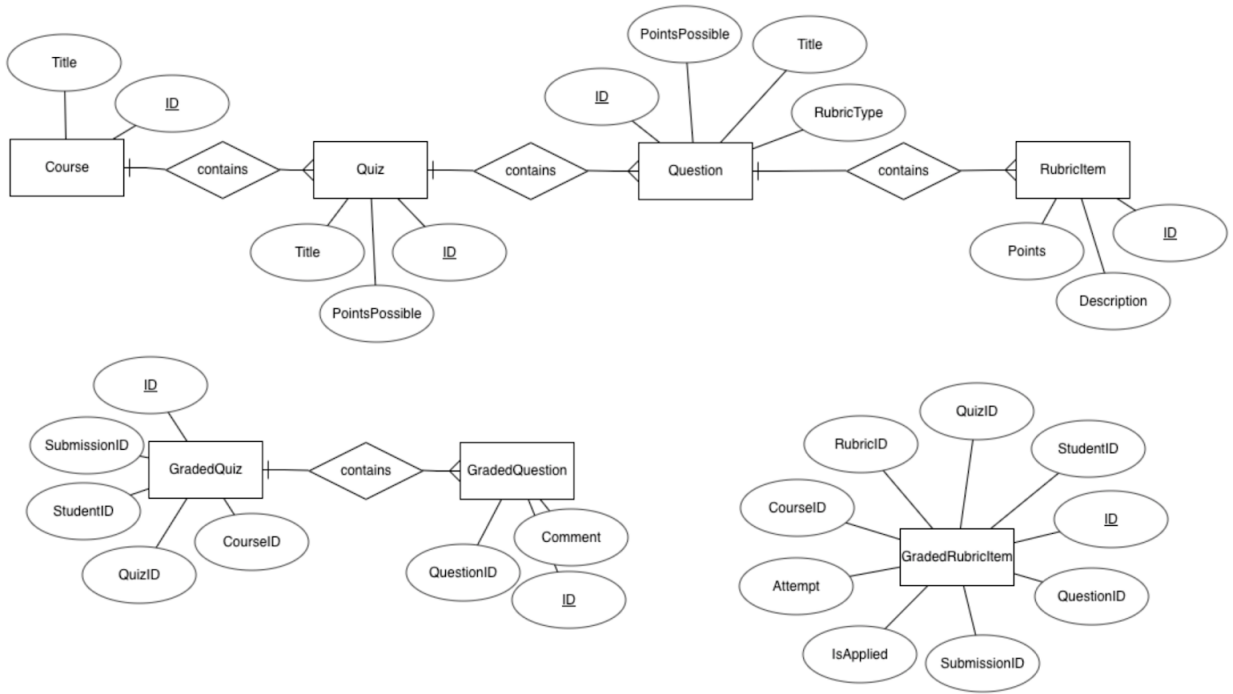 PointsPossible
Title
Title
ID
ID
RubricType
Course
contains
Quiz
contains
Question
contains
RubricItem
Title
ID
Points
ID
PointsPossible
Description
ID
QuizID
SubmissionID
RubricID
StudentID
GradedQuiz
contains
GradedQuestion
StudentID
CourseID
ID
CourseID
Comment
GradedRubricItem
QuizID
QuestionID
Attempt
ID
QuestionID
IsApplied
SubmissionID